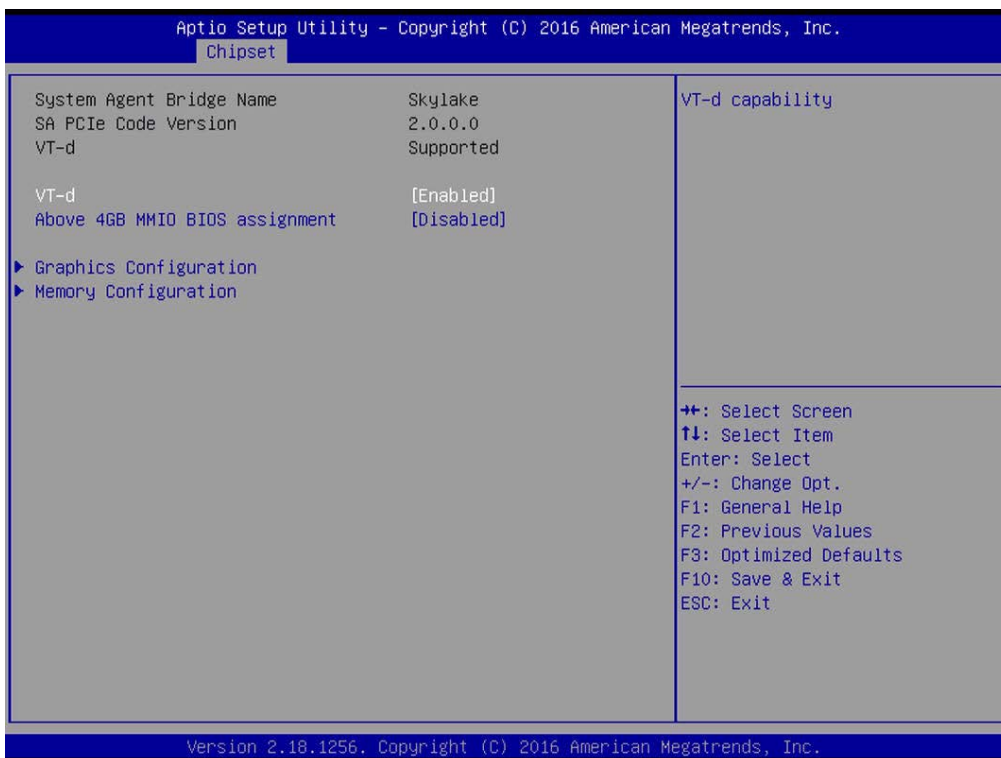 Aptio Setup Utility – Copyright (C) 2016 American Megatrends, Inc.
Chipset
System Agent Bridge Name Skylake
SA PCIe Code Version 2.0.0.0
VT-d Supported
VT-d [Enabled]
Above 4GB MMIO BIOS assignment [Disabled]
Graphics Configuration
Memory Configuration
VT-d capability
→←: Select Screen
↑↓: Select Item
Enter: Select
+/-: Change Opt.
F1: General Help
F2: Previous Values
F3: Optimized Defaults
F10: Save & Exit
ESC: Exit
Version 2.18.1256. Copyright (C) 2016 American Megatrends, Inc.